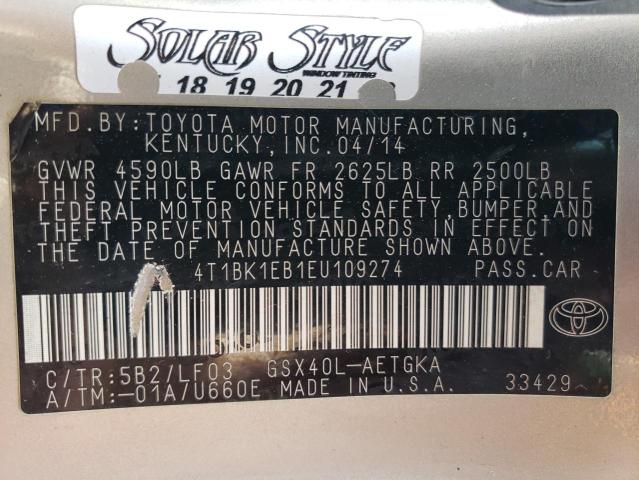 SOLAR STYLE
WINDOW TINTING
18 19 20 21
MFD.BY:TOYOTA MOTOR MANUFACTURING,
KENTUCKY,INC.04/14
GVWR 4590LB GAWR FR 2625LB RR 2500LB
THIS VEHICLE CONFORMS TO ALL APPLICABLE
FEDERAL MOTOR VEHICLE SAFETY,BUMPER,AND
THEFT PREVENTION STANDARDS IN EFFECT ON
THE DATE OF MANUFACTURE SHOWN ABOVE.
4T1BK1EB1EU109274 PASS.CAR
C/TR:5B2/LF03 GSX40L-AETGKA
A/TM:-01A/U660E MADE IN U.S.A. 33429